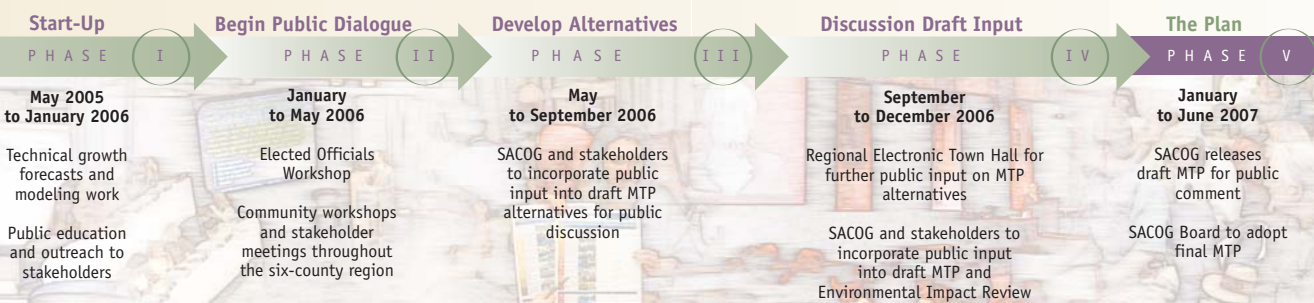 Start-Up
PHASE I
May 2005
to January 2006
Technical growth
forecasts and
modeling work
Public education
and outreach to
stakeholders
Begin Public Dialogue
PHASE II
January
to May 2006
Elected Officials
Workshop
Community workshops
and stakeholder
meetings throughout
the six-county region
Develop Alternatives
PHASE III
May
to September 2006
SACOG and stakeholders
to incorporate public
input into draft MTP
alternatives for public
discussion
Discussion Draft Input
PHASE IV
September
to December 2006
Regional Electronic Town Hall for
further public input on MTP
alternatives
SACOG and stakeholders to
incorporate public input
into draft MTP and
Environmental Impact Review
The Plan
PHASE V
January
to June 2007
SACOG releases
draft MTP for public
comment
SACOG Board to adopt
final MTP